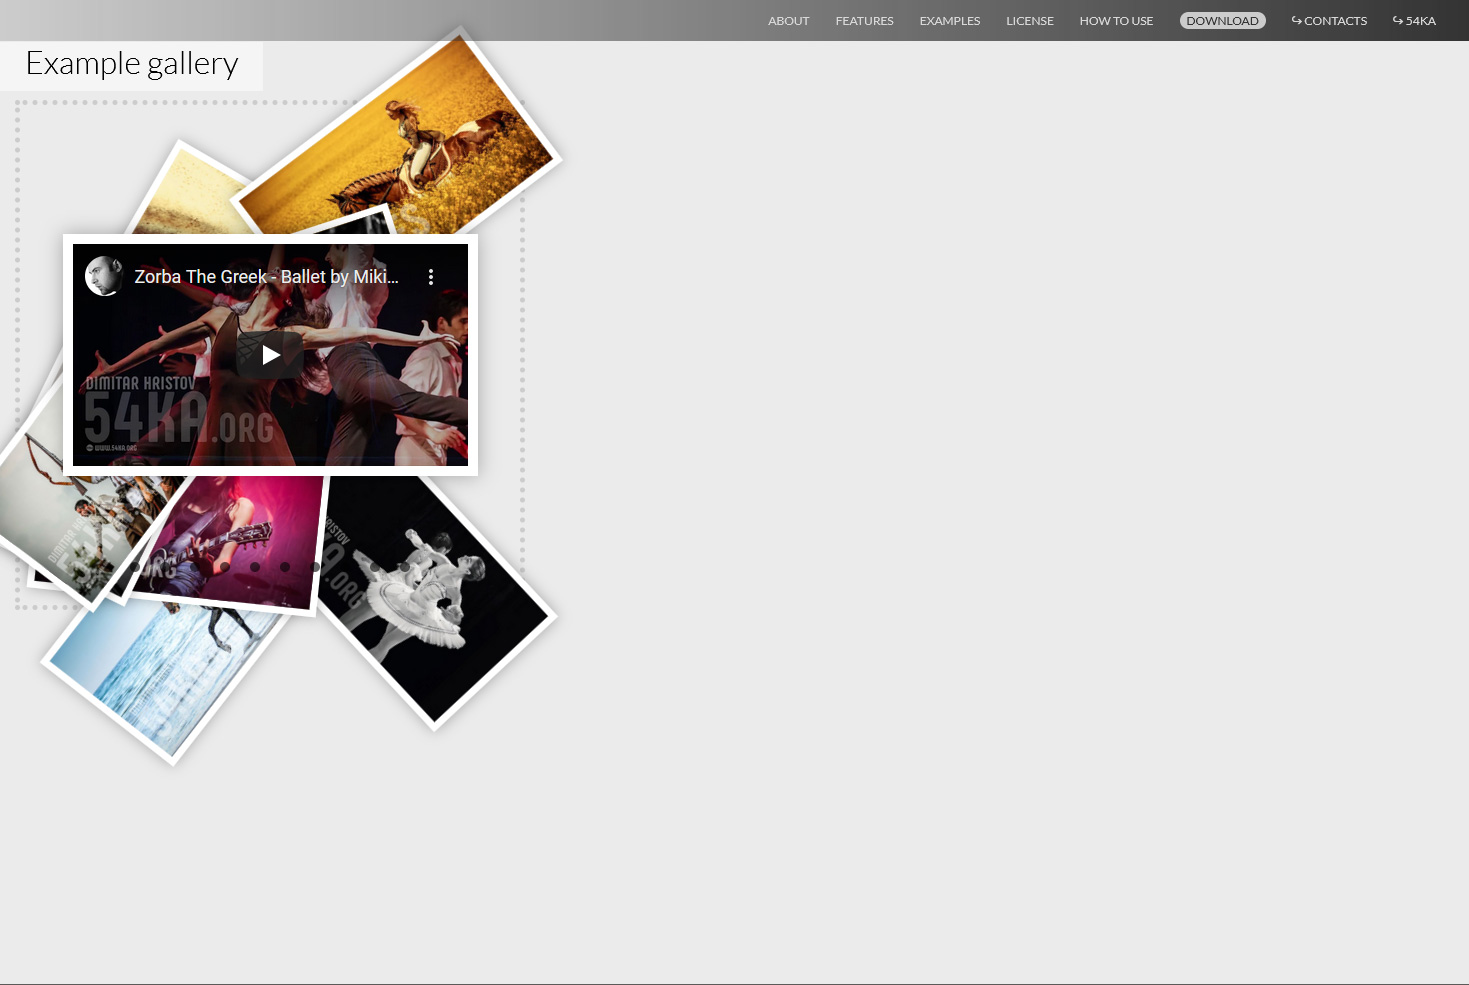 ABOUT FEATURES EXAMPLES LICENSE HOW TO USE DOWNLOAD ↪ CONTACTS ↪ 54KA
Example gallery
Zorba The Greek - Ballet by Miki...
DIMITAR HRISTOV
54KA.ORG
WWW.54KA.ORG